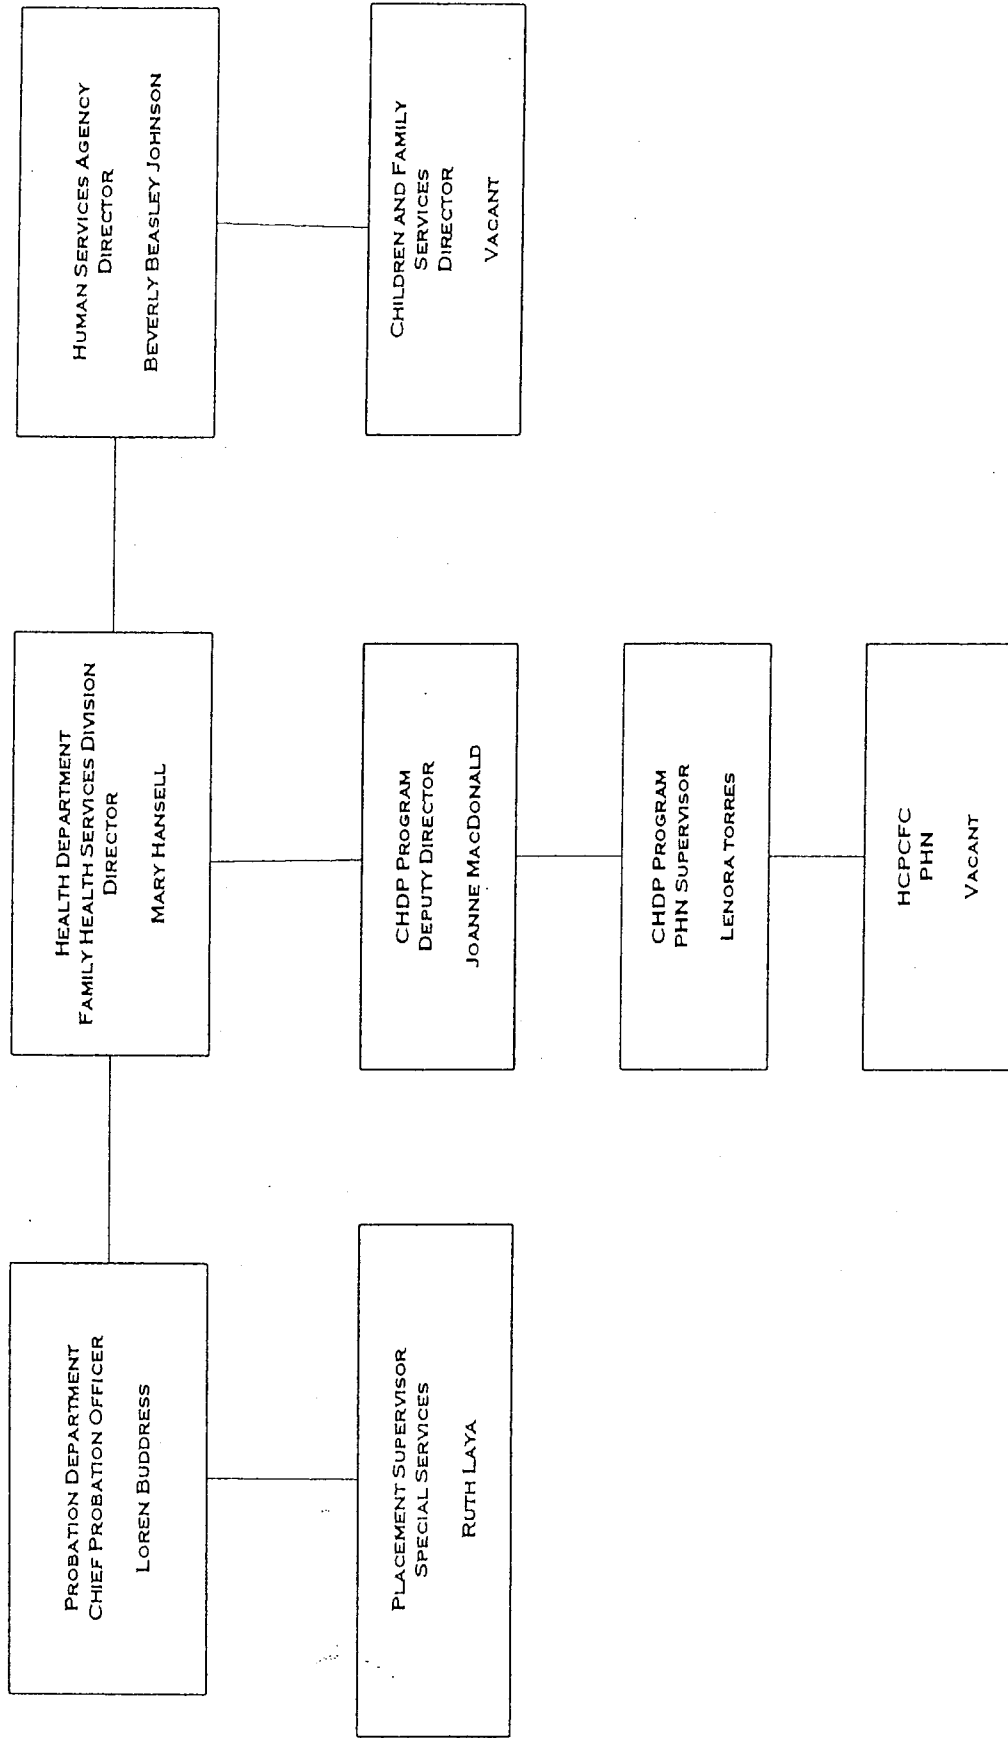 PROBATION DEPARTMENT
CHIEF PROBATION OFFICER
LOREN BUDDRESS
HEALTH DEPARTMENT
FAMILY HEALTH SERVICES DIVISION
DIRECTOR
MARY HANSELL
HUMAN SERVICES AGENCY
DIRECTOR
BEVERLY BEASLEY JOHNSON
PLACEMENT SUPERVISOR
SPECIAL SERVICES
RUTH LAYA
CHDP PROGRAM
DEPUTY DIRECTOR
JOANNE MACDONALD
CHILDREN AND FAMILY
SERVICES
DIRECTOR
VACANT
CHDP PROGRAM
PHN SUPERVISOR
LENORA TORRES
HCPCFC
PHN
VACANT